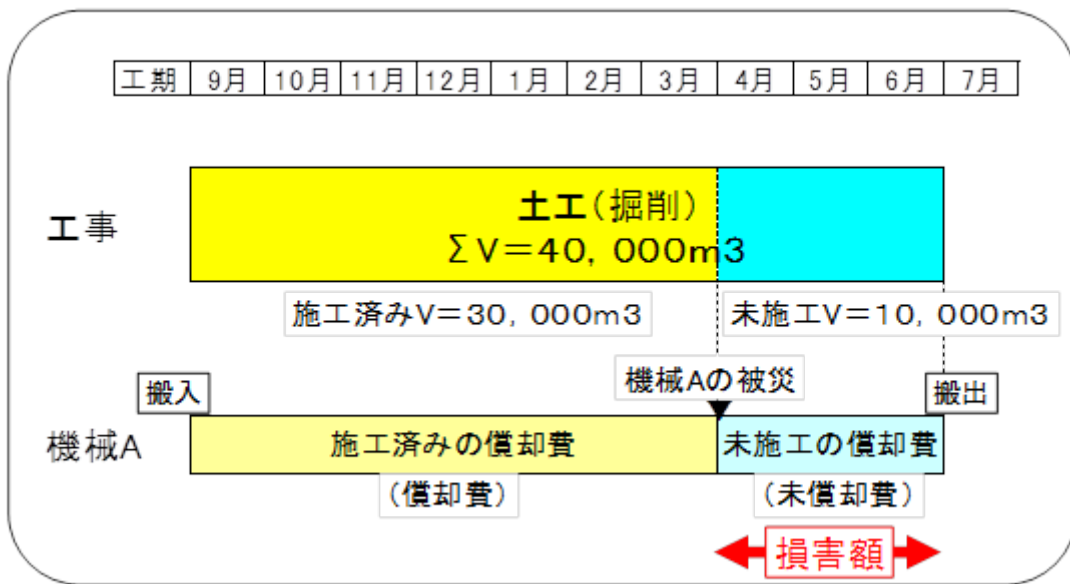 工期 9月 10月 11月 12月 1月 2月 3月 4月 5月 6月 7月
工事
土工(掘削)
ΣV=40,000m3
施工済みV=30,000m3 未施工V=10,000m3
機械Aの被災
搬入 搬出
機械A 施工済みの償却費 未施工の償却費
(償却費) (未償却費)
損害額